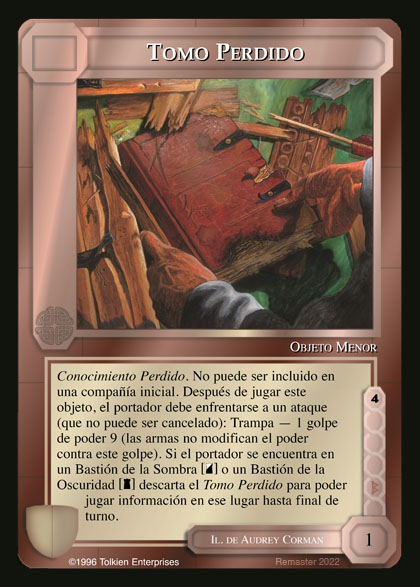 TOMO PERDIDO
OBJETO MENOR
Conocimiento Perdido. No puede ser incluido en
una compañía inicial. Después de jugar este
objeto, el portador debe enfrentarse a un ataque
(que no puede ser cancelado): Trampa — 1 golpe
de poder 9 (las armas no modifican el poder
contra este golpe). Si el portador se encuentra
en un Bastión de la Sombra [] o un Bastión de la
Oscuridad [] descarta el Tomo Perdido para poder
jugar información en ese lugar hasta final de
turno.
4
IL. DE AUDREY CORMAN
1
©1996 Tolkien Enterprises
Remaster 2022